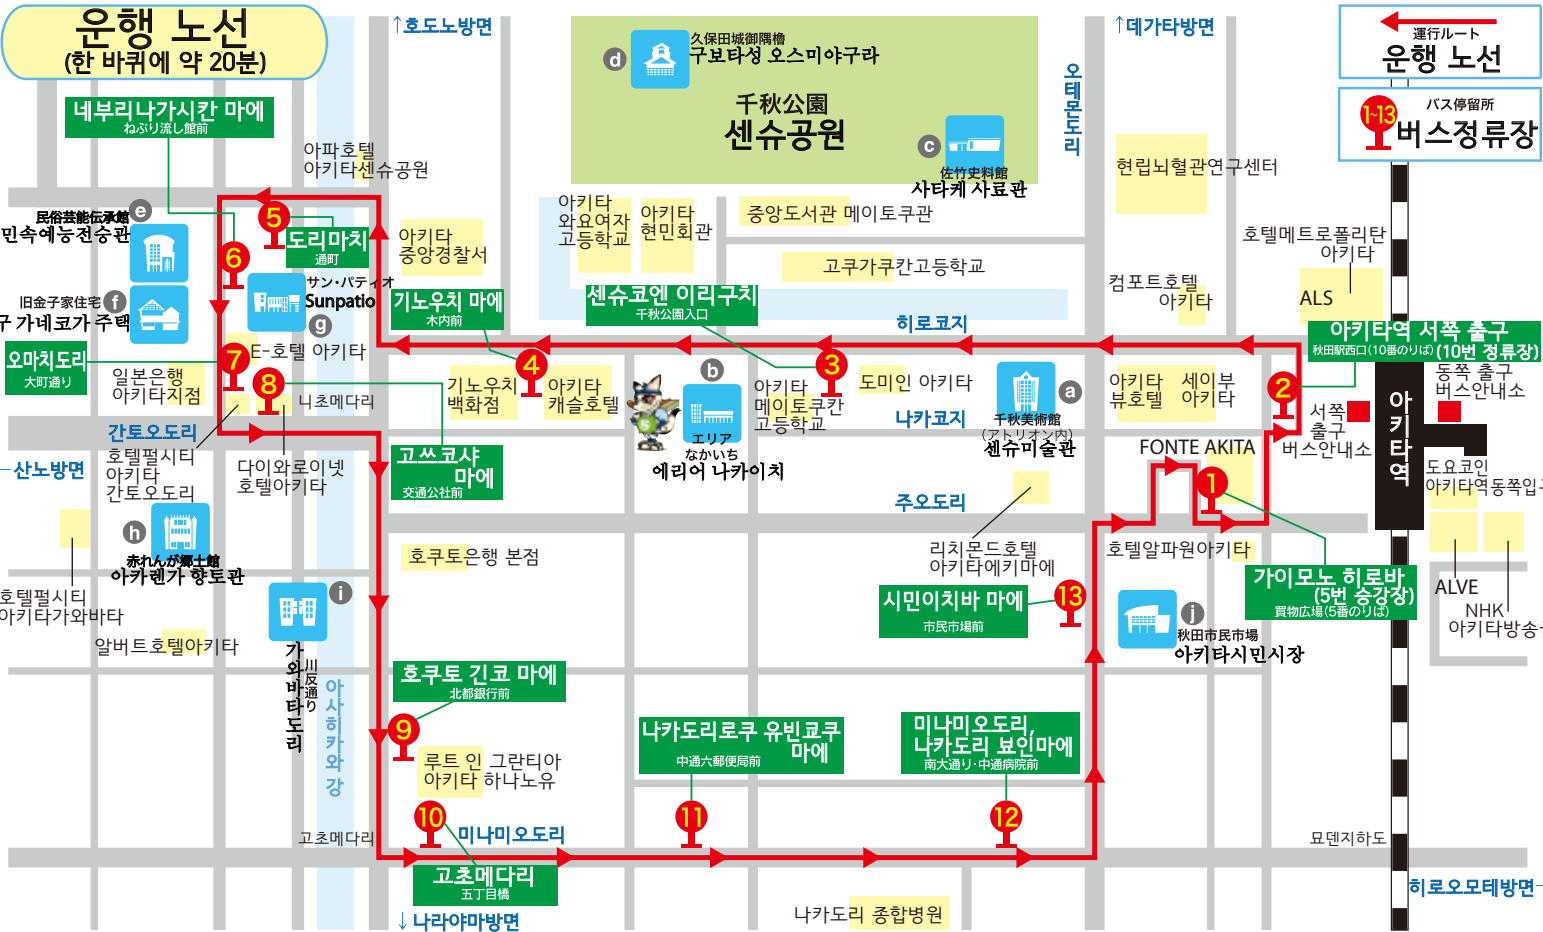 운행 노선
(한 바퀴에 약 20분)
↑호도노방면
↑데가타방면
運行ルート
운행 노선
1~13
バス停留所
버스정류장
d
久保田城御隅櫓
구보타성 오스미야구라
千秋公園
센슈공원
c
佐竹史料館
사타케 사료관
오테몬도리
네부리나가시칸 마에
ねぶり流し館前
아파호텔
아키타센슈공원
현립뇌혈관연구센터
e
民俗芸能伝承館
민속예능전승관
5
도리마치
通町
6
아키타
중앙경찰서
아키타
와요여자
고등학교
아키타
현민회관
중앙도서관 메이토쿠관
고쿠가쿠칸고등학교
호텔메트로폴리탄
아키타
컴포트호텔
아키타
ALS
旧金子家住宅
f
구 가네코가 주택
サン・パティオ
Sunpatio
g
기노우치 마에
木内前
센슈코엔 이리구치
千秋公園入口
히로코지
아키타역 서쪽 출구
秋田駅西口(10番のりば)(10번 정류장)
오마치도리
大町通り
7
E-호텔 아키타
8
4
3
2
일본은행
아키타지점
니초메다리
기노우치
백화점
아키타
캐슬호텔
b
エリア
なかいち
에리어 나카이치
아키타
메이토쿠칸
고등학교
도미인 아키타
나카코지
a
千秋美術館
(アトリオン内)
센슈미술관
아키타
뷰호텔
세이부
아키타
동쪽 출구
버스안내소
서쪽
출구
버스안내소
아키타역
간토오도리
호텔펄시티
아키타
간토오도리
산노방면
다이와로이넷
호텔아키타
고쓰코샤
마에
交通公社前
FONTE AKITA
1
도요코인
아키타역동쪽입구
주오도리
h
赤れんが郷土館
아카렌가 향토관
호쿠토은행 본점
리치몬드호텔
아키타에키마에
호텔알파원아키타
가이모노 히로바
(5번 승강장)
買物広場(5番のりば)
호텔펄시티
아키타가와바타
i
시민이치바 마에
市民市場前
13
j
秋田市民市場
아키타시민시장
ALVE
NHK
아키타방송국
알버트호텔아키타
가와바타도리
川反通り
아사히카와 강
호쿠토 긴코 마에
北都銀行前
9
루트 인 그란티아
아키타 하나노유
나카도리로쿠 유빈쿄쿠
마에
中通六郵便局前
미나미오도리,
나카도리 뵤인마에
南大通り・中通病院前
10
11
12
고초메다리
미나미오도리
묘덴지하도
고초메다리
五丁目橋
히로오모테방면
↓나라야마방면
나카도리 종합병원